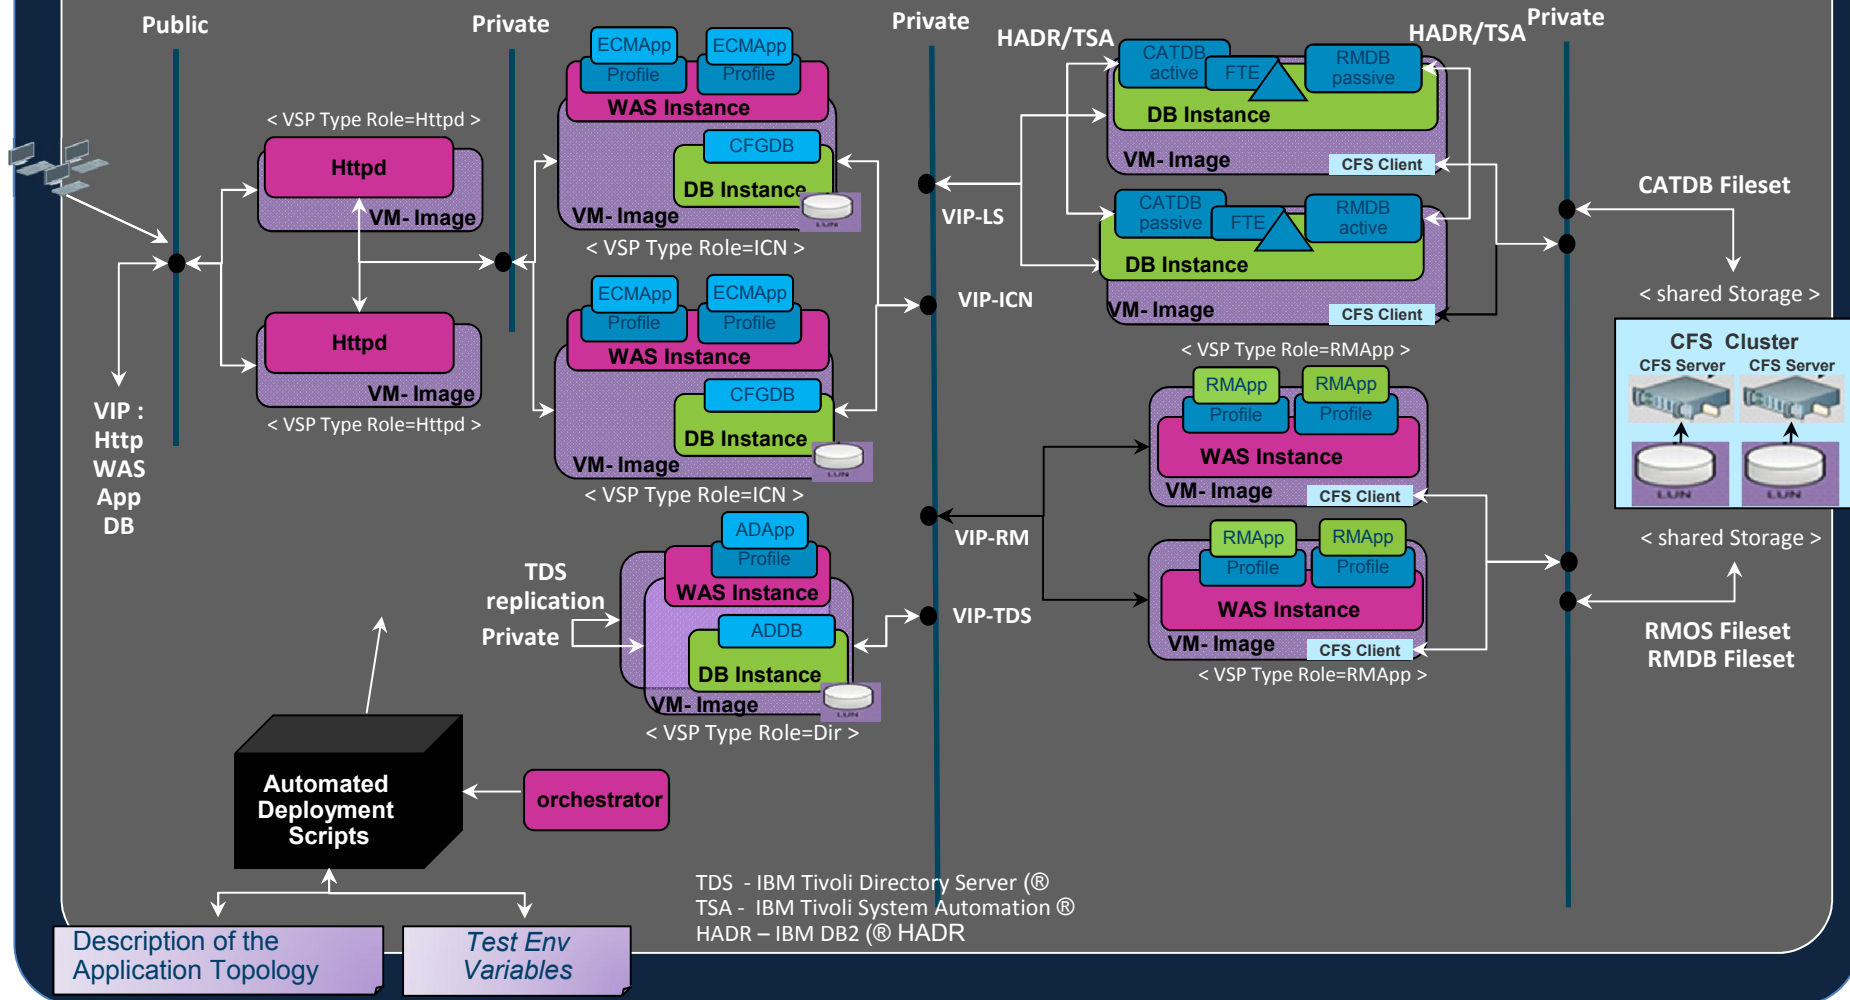 Public
Private
Private
Private
HADR/TSA
HADR/TSA
< VSP Type Role=Httpd >
Httpd
VM- Image
Httpd
VM- Image
< VSP Type Role=Httpd >
VIP :
Http
WAS
App
DB
ECMApp
ECMApp
Profile
Profile
WAS Instance
CFGDB
DB Instance
VM- Image
LUN
< VSP Type Role=ICN >
ECMApp
ECMApp
Profile
Profile
WAS Instance
CFGDB
DB Instance
VM- Image
LUN
< VSP Type Role=ICN >
TDS
replication
Private
ADApp
Profile
WAS Instance
ADDB
DB Instance
VM- Image
LUN
< VSP Type Role=Dir >
VIP-LS
VIP-ICN
VIP-RM
VIP-TDS
CATDB
active
FTE
RMDB
passive
DB Instance
VM- Image
CFS Client
CATDB
passive
FTE
RMDB
active
DB Instance
VM- Image
CFS Client
< VSP Type Role=RMApp >
RMApp
RMApp
Profile
Profile
WAS Instance
VM- Image
CFS Client
RMApp
RMApp
Profile
Profile
WAS Instance
VM- Image
CFS Client
< VSP Type Role=RMApp >
CATDB Fileset
< shared Storage >
CFS Cluster
CFS Server
CFS Server
LUN
LUN
< shared Storage >
RMOS Fileset
RMDB Fileset
Automated
Deployment
Scripts
orchestrator
Description of the
Application Topology
Test Env
Variables
TDS - IBM Tivoli Directory Server (®
TSA - IBM Tivoli System Automation ®
HADR – IBM DB2 (® HADR